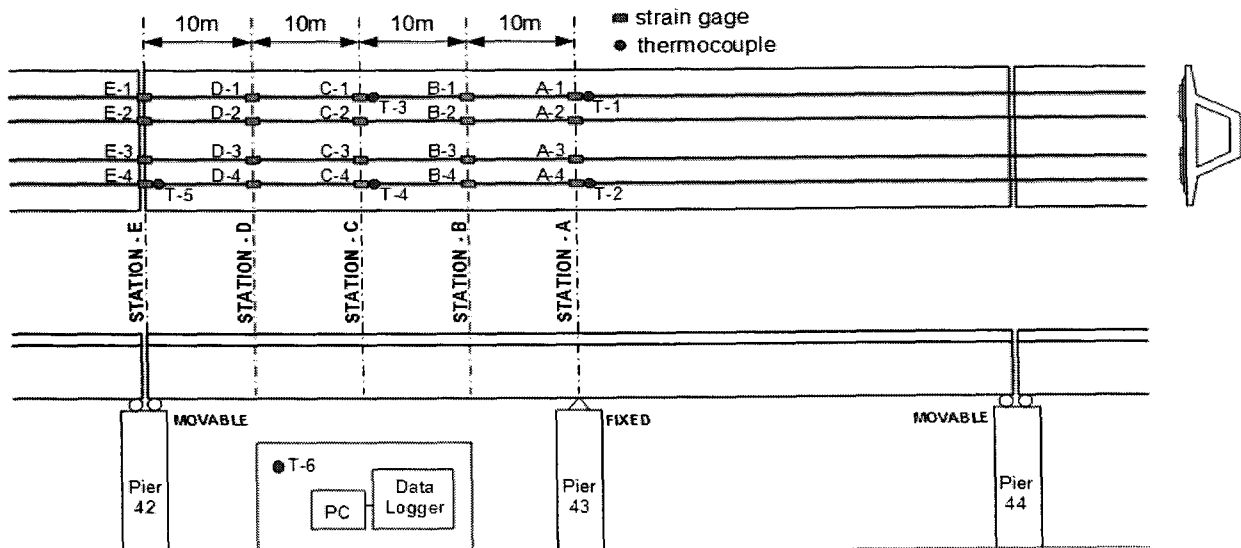 10m 10m 10m 10m
strain gage
thermocouple
E-1 D-1 C-1 B-1 A-1
T-3 T-1
E-2 D-2 C-2 B-2 A-2
E-3 D-3 C-3 B-3 A-3
E-4 D-4 C-4 B-4 A-4
T-5 T-4 T-2
STATION - E
STATION - D
STATION - C
STATION - B
STATION - A
MOVABLE FIXED MOVABLE
T-6
Pier
42
PC
Data
Logger
Pier
43
Pier
44